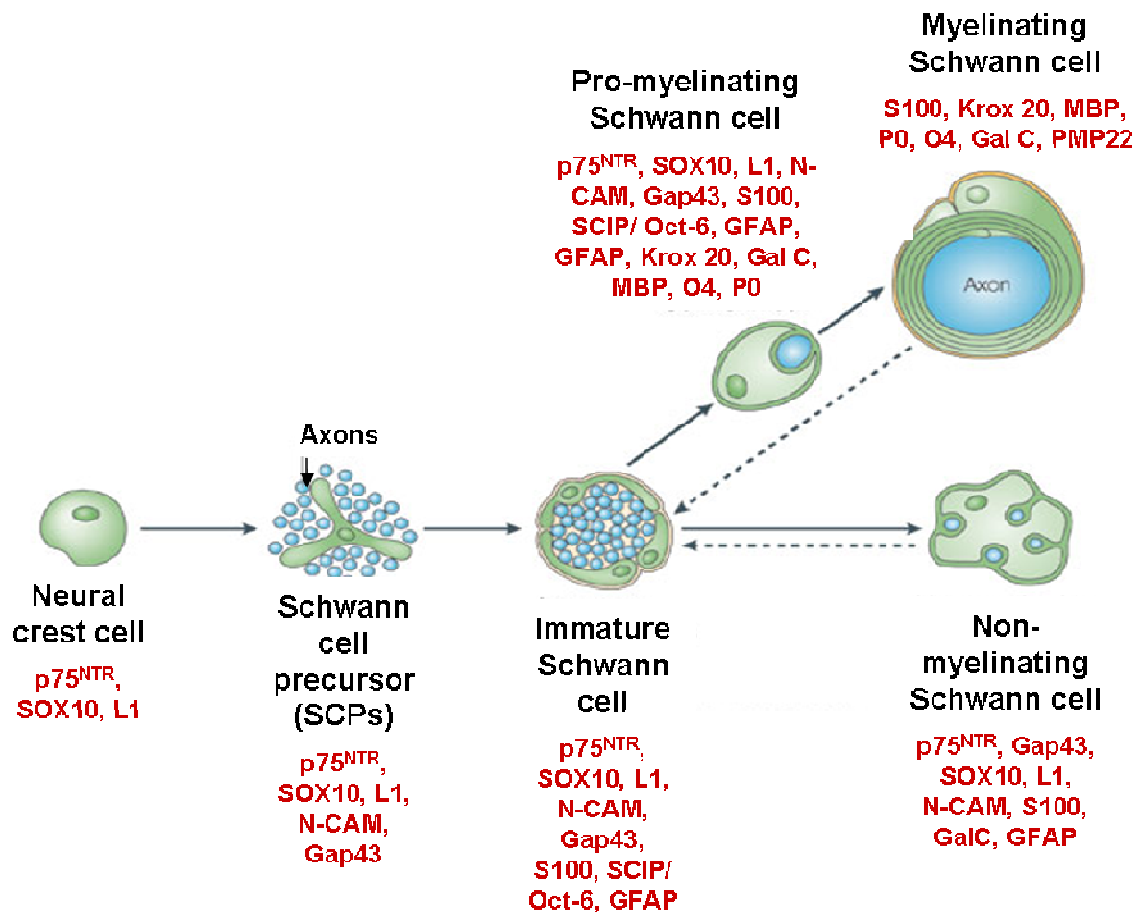 Myelinating
Schwann cell
S100, Krox 20, MBP,
P0, O4, Gal C, PMP22
Pro-myelinating
Schwann cell
p75NTR, SOX10, L1, N-
CAM, Gap43, S100,
SCIP/ Oct-6, GFAP,
GFAP, Krox 20, Gal C,
MBP, O4, P0
Axon
Axons
Neural
crest cell
p75NTR,
SOX10, L1
Schwann
cell
precursor
(SCPs)
p75NTR,
SOX10, L1,
N-CAM,
Gap43
Immature
Schwann
cell
p75NTR,
SOX10, L1,
N-CAM,
Gap43,
S100, SCIP/
Oct-6, GFAP
Non-
myelinating
Schwann cell
p75NTR, Gap43,
SOX10, L1,
N-CAM, S100,
GalC, GFAP